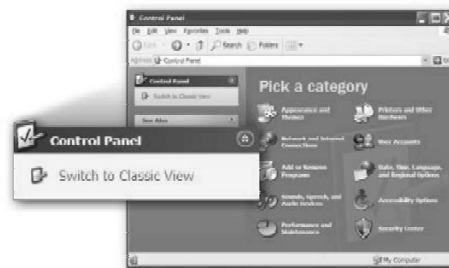 Control Panel
File Edit View Favorites Tools Help
Search Folders
Address Control Panel
Control Panel
Switch to Classic View
See Also
Pick a category
Appearance and Themes
Printers and Other Hardware
Network and Internet Connections
User Accounts
Add or Remove Programs
Date, Time, Language, and Regional Options
Sounds, Speech, and Audio Devices
Accessibility Options
Performance and Maintenance
Security Center
My Computer
Control Panel
Switch to Classic View